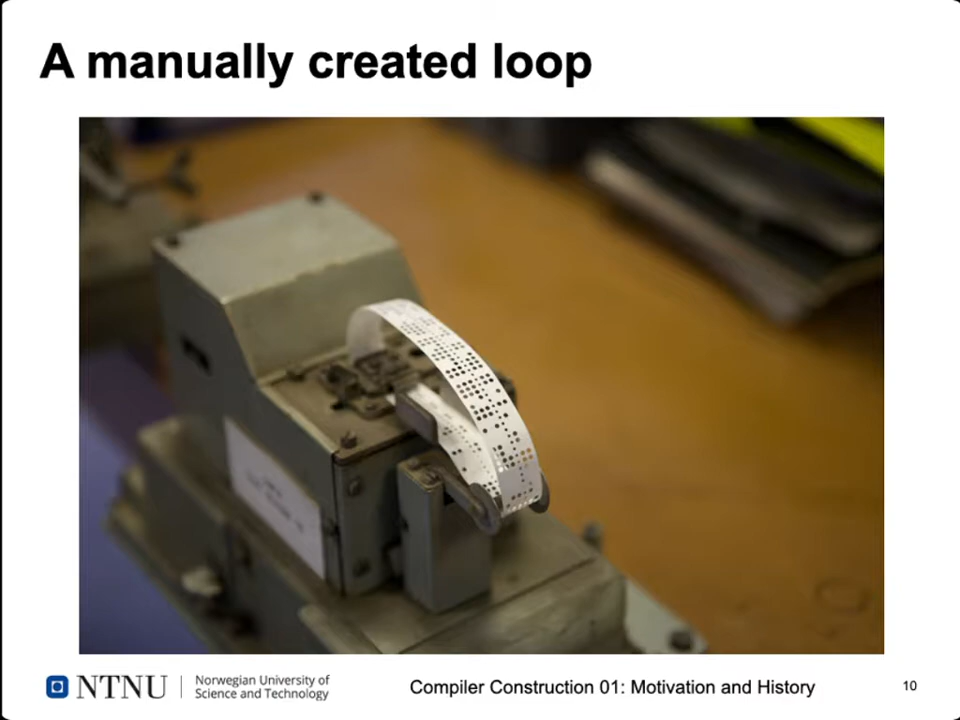 A manually created loop
NTNU
Norwegian University of
Science and Technology
Compiler Construction 01: Motivation and History
10